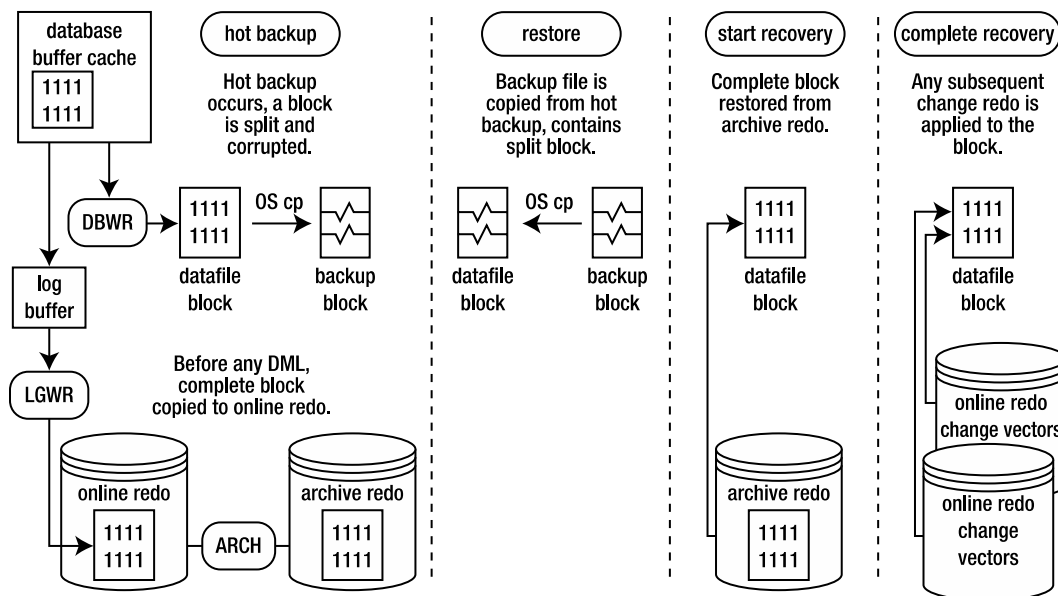 database
buffer cache
1111
1111
DBWR
log
buffer
LGWR
hot backup
Hot backup
occurs, a block
is split and
corrupted.
1111
1111
OS cp
datafile
block
backup
block
Before any DML,
complete block
copied to online redo.
online redo
1111
1111
ARCH
archive redo
1111
1111
restore
Backup file is
copied from hot
backup, contains
split block.
OS cp
datafile
block
backup
block
start recovery
Complete block
restored from
archive redo.
1111
1111
datafile
block
archive redo
1111
1111
complete recovery
Any subsequent
change redo is
applied to the
block.
1111
1111
datafile
block
online redo
change vectors
online redo
change
vectors